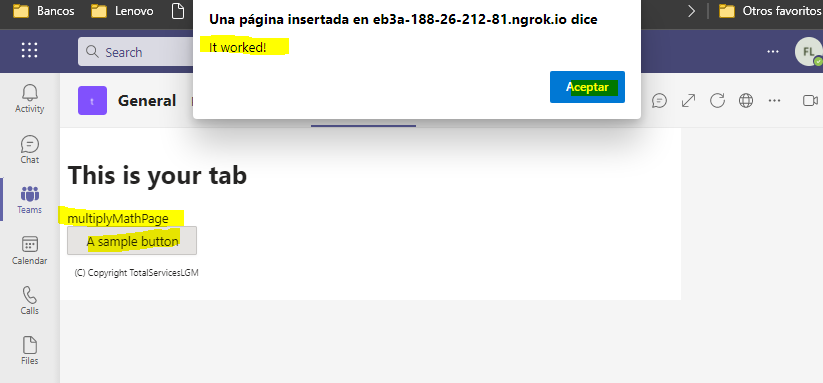 Bancos
Lenovo
Otros favoritos
Una página insertada en eb3a-188-26-212-81.ngrok.io dice
It worked!
Aceptar
Search
FL
Activity
Chat
Teams
Calendar
Calls
Files
t
General
This is your tab
multiplyMathPage
A sample button
(C) Copyright TotalServicesLGM